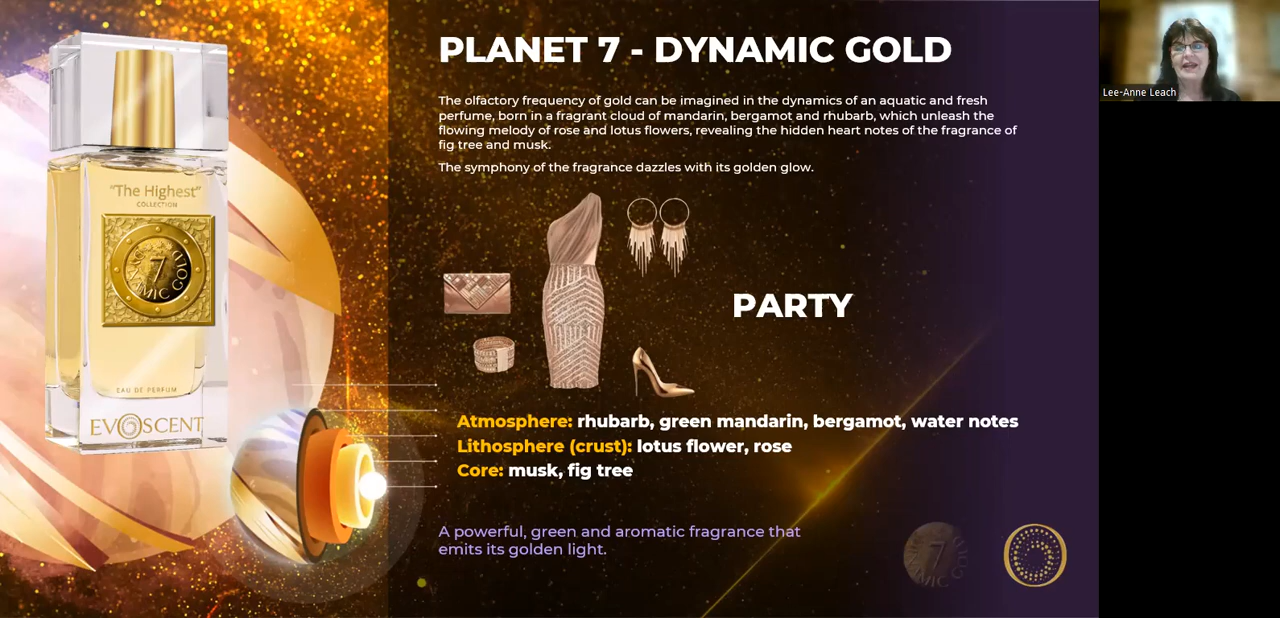 PLANET 7 - DYNAMIC GOLD
Lee-Anne Leach
The olfactory frequency of gold can be imagined in the dynamics of an aquatic and fresh
perfume, born in a fragrant cloud of mandarin, bergamot and rhubarb, which unleash the
flowing melody of rose and lotus flowers, revealing the hidden heart notes of the fragrance of
fig tree and musk.
The symphony of the fragrance dazzles with its golden glow.
"The Highest"
COLLECTION
7
PARTY
EAU DE PERFUM
EVOSCENT
Atmosphere: rhubarb, green mandarin, bergamot, water notes
Lithosphere (crust): lotus flower, rose
Core: musk, fig tree
A powerful, green and aromatic fragrance that
emits its golden light.
7